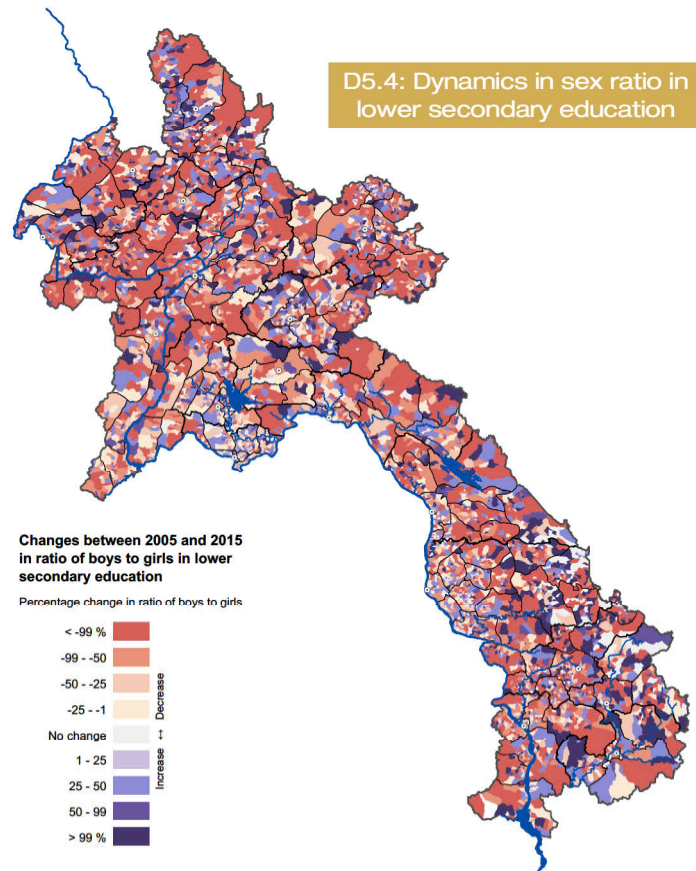 D5.4: Dynamics in sex ratio in
lower secondary education
Changes between 2005 and 2015
in ratio of boys to girls in lower
secondary education
Percentage change in ratio of boys to girls
< -99 %
-99 - -50
-50 - -25
-25 - -1
No change
1 - 25
25 - 50
50 - 99
> 99 %
Increase ↔ Decrease